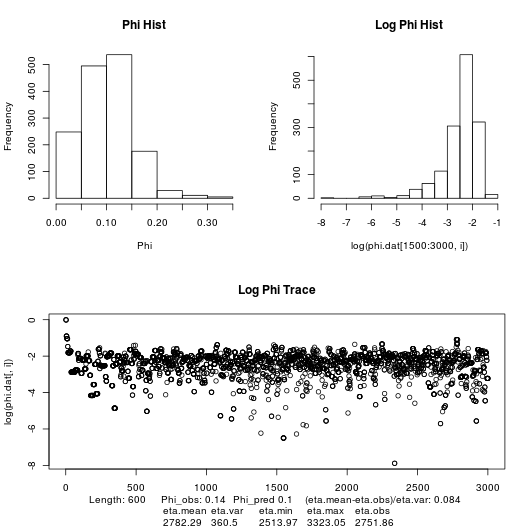 Phi Hist
Log Phi Hist
Frequency
0 100 200 300 400 500
0.00 0.10 0.20 0.30
Phi
Frequency
0 100 300 500
-8 -7 -6 -5 -4 -3 -2 -1
log(phi.dat[1500:3000, i])
Log Phi Trace
log(phi.dat[, i])
0 -2 -4 -6 -8
0 500 1000 1500 2000 2500 3000
Length: 600 Phi_obs: 0.14 Phi_pred 0.1 (eta.mean-eta.obs)/eta.var: 0.084
eta.mean eta.var eta.min eta.max eta.obs
2782.29 360.5 2513.97 3323.05 2751.86